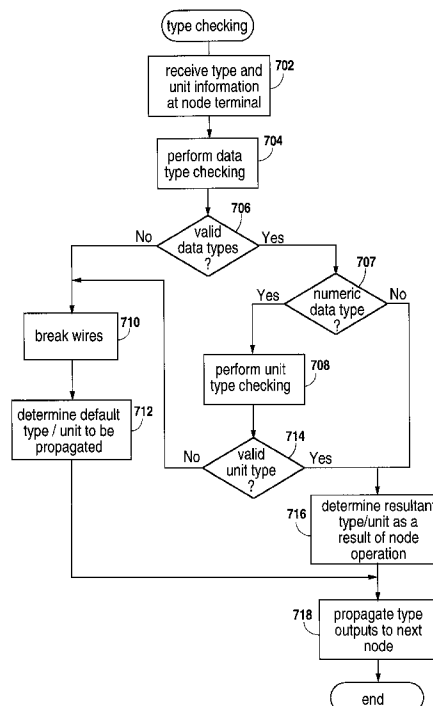 type checking
702
receive type and
unit information
at node terminal
704
perform data
type checking
706
No
valid
data types
?
Yes
707
Yes
numeric
data type
?
No
710
break wires
perform unit
type checking
708
712
determine default
type / unit to be
propagated
No
714
valid
unit type
?
Yes
716
determine resultant
type/unit as a
result of node
operation
718
propagate type
outputs to next
node
end